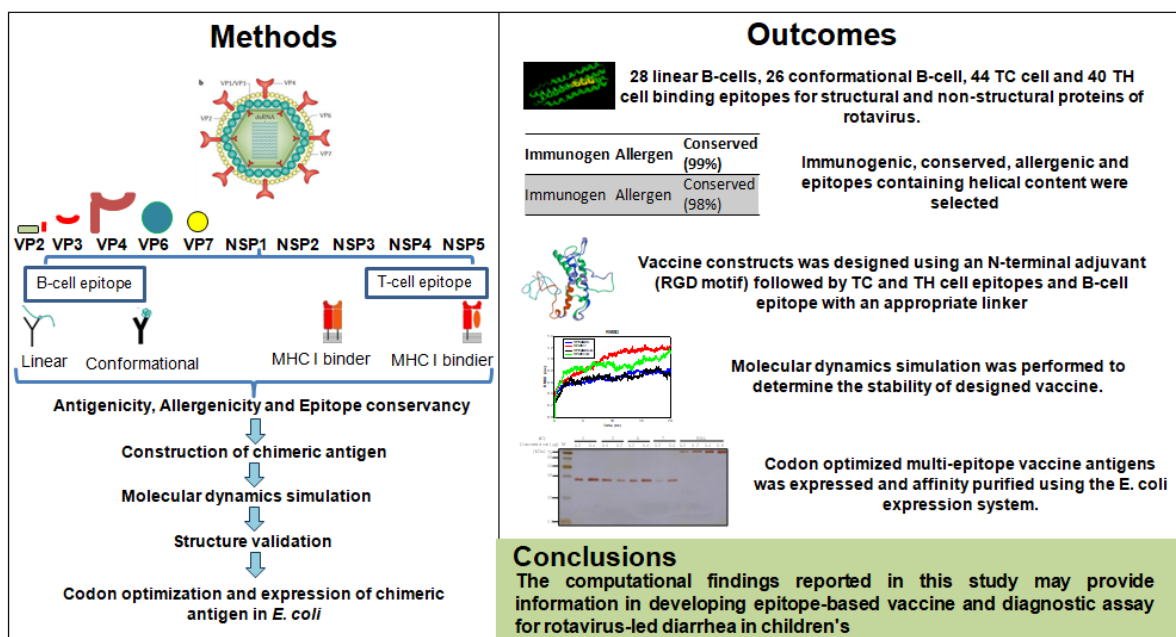 Methods
b
VP1/VP3
VP4
dsRNA
VP2
VP6
VP7
VP2 VP3 VP4 VP6 VP7 NSP1 NSP2 NSP3 NSP4 NSP5
B-cell epitope
T-cell epitope
Linear
Conformational
MHC I binder
MHC I bindier
Antigenicity, Allergenicity and Epitope conservancy
Construction of chimeric antigen
Molecular dynamics simulation
Structure validation
Codon optimization and expression of chimeric
antigen in E. coli
Outcomes
28 linear B-cells, 26 conformational B-cell, 44 TC cell and 40 TH
cell binding epitopes for structural and non-structural proteins of
rotavirus.
Immunogen Allergen Conserved
(99%)
Immunogen Allergen Conserved
(98%)
Immunogenic, conserved, allergenic and
epitopes containing helical content were
selected
Vaccine constructs was designed using an N-terminal adjuvant
(RGD motif) followed by TC and TH cell epitopes and B-cell
epitope with an appropriate linker
RMSD
Molecular dynamics simulation was performed to
determine the stability of designed vaccine.
Codon optimized multi-epitope vaccine antigens
was expressed and affinity purified using the E. coli
expression system.
Conclusions
The computational findings reported in this study may provide
information in developing epitope-based vaccine and diagnostic assay
for rotavirus-led diarrhea in children's